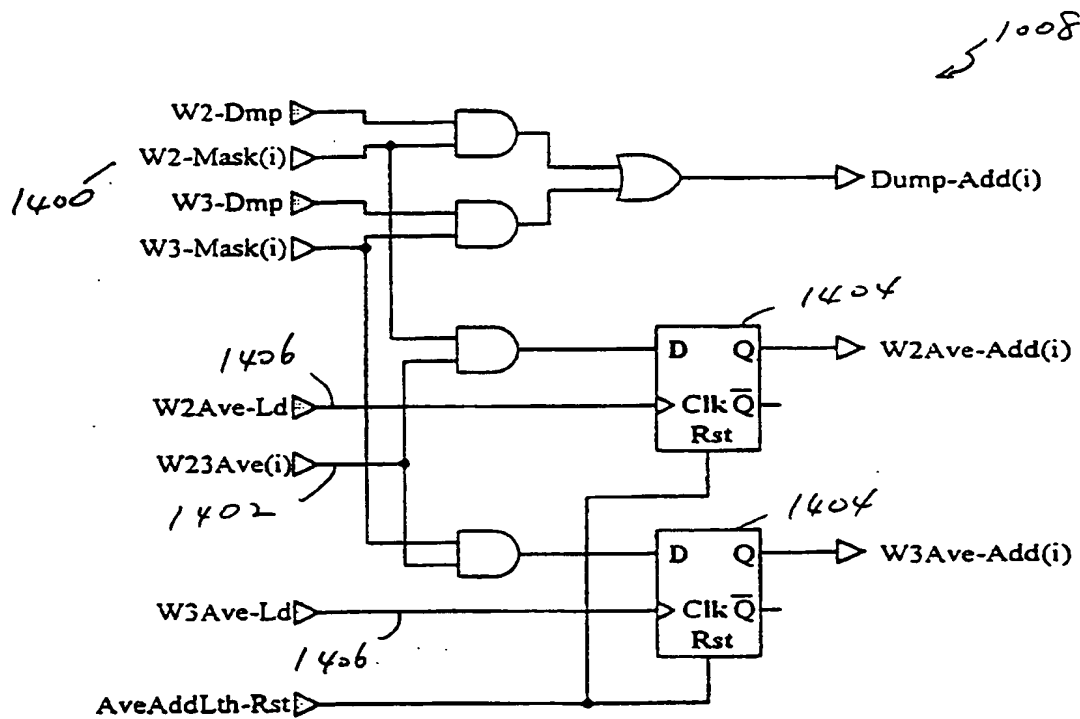 1008
W2-Dmp
W2-Mask(i)
1400
W3-Dmp
W3-Mask(i)
Dump-Add(i)
1404
D Q
W2Ave-Add(i)
1406
W2Ave-Ld
Clk Q̅
Rst
W23Ave(i)
1402
1404
D Q
W3Ave-Add(i)
W3Ave-Ld
Clk Q̅
Rst
1406
AveAddLth-Rst